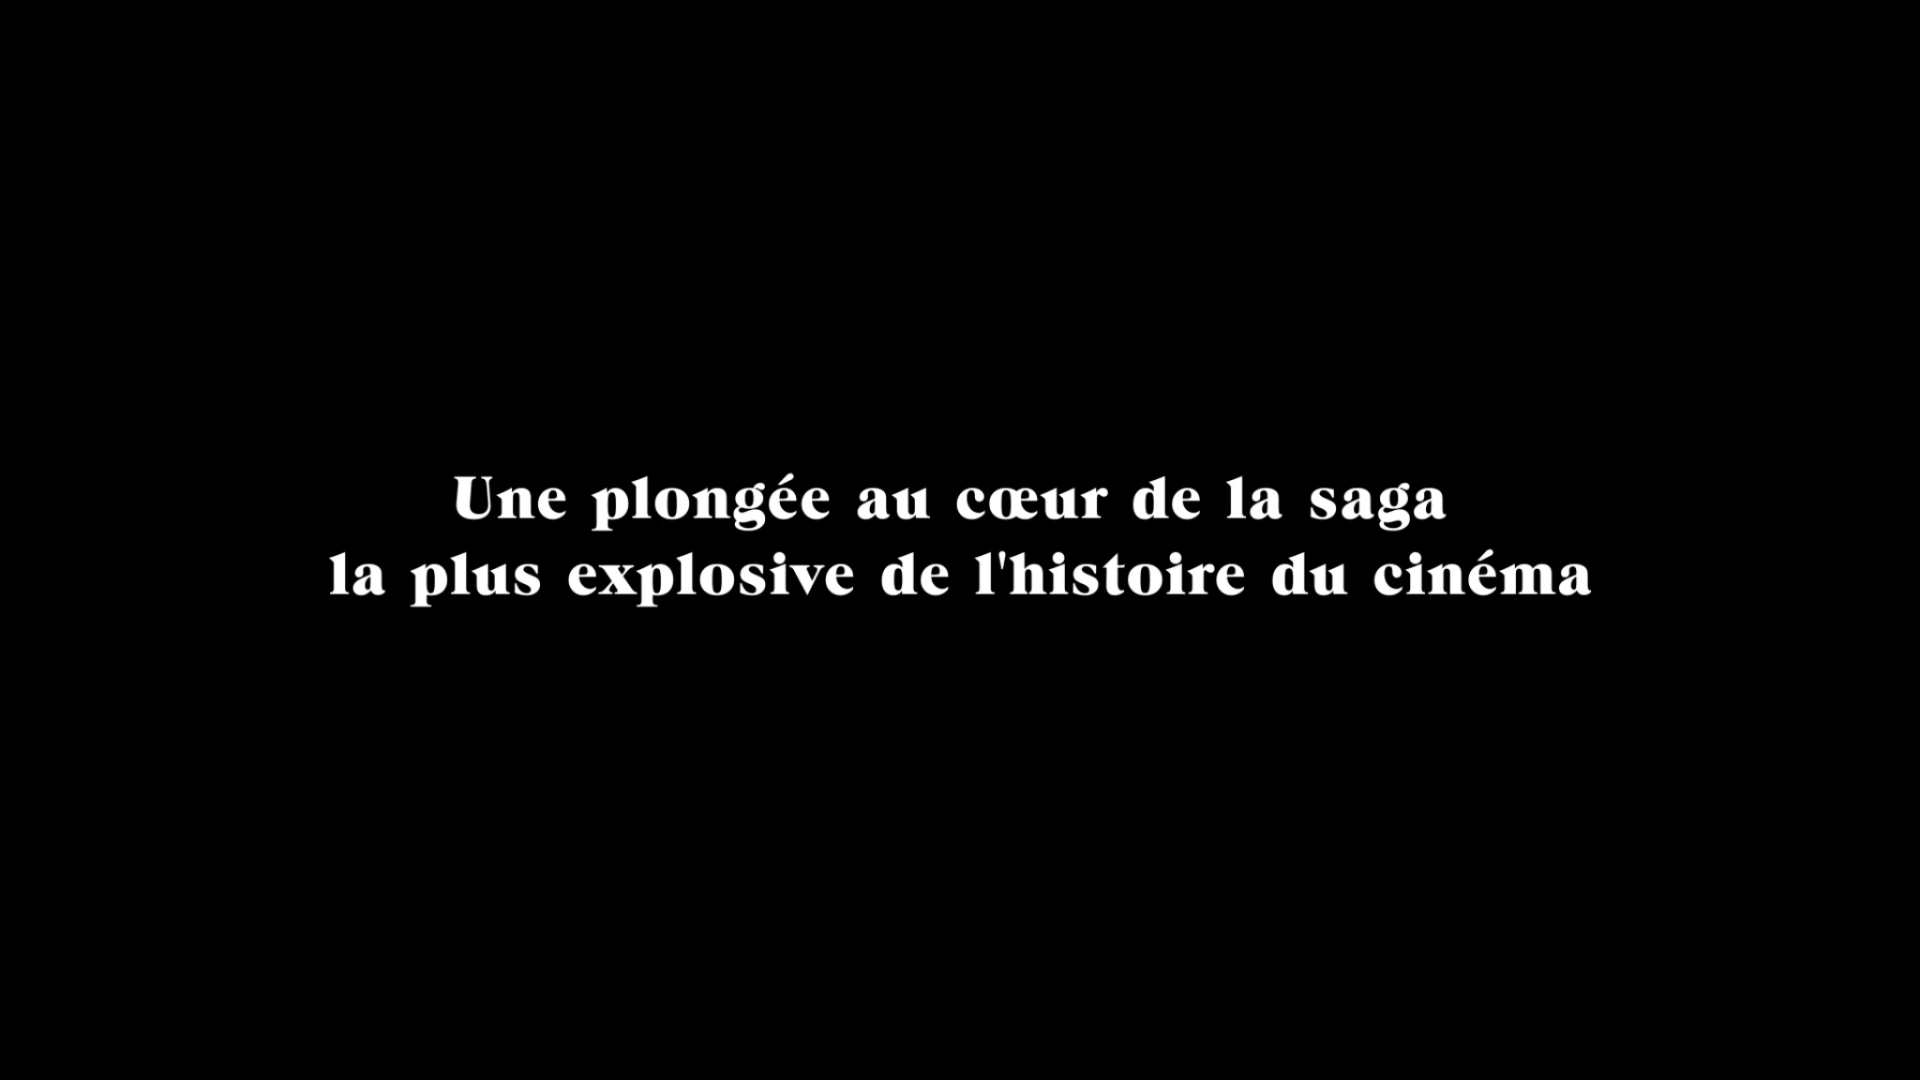 Une plongée au cœur de la saga
la plus explosive de l'histoire du cinéma